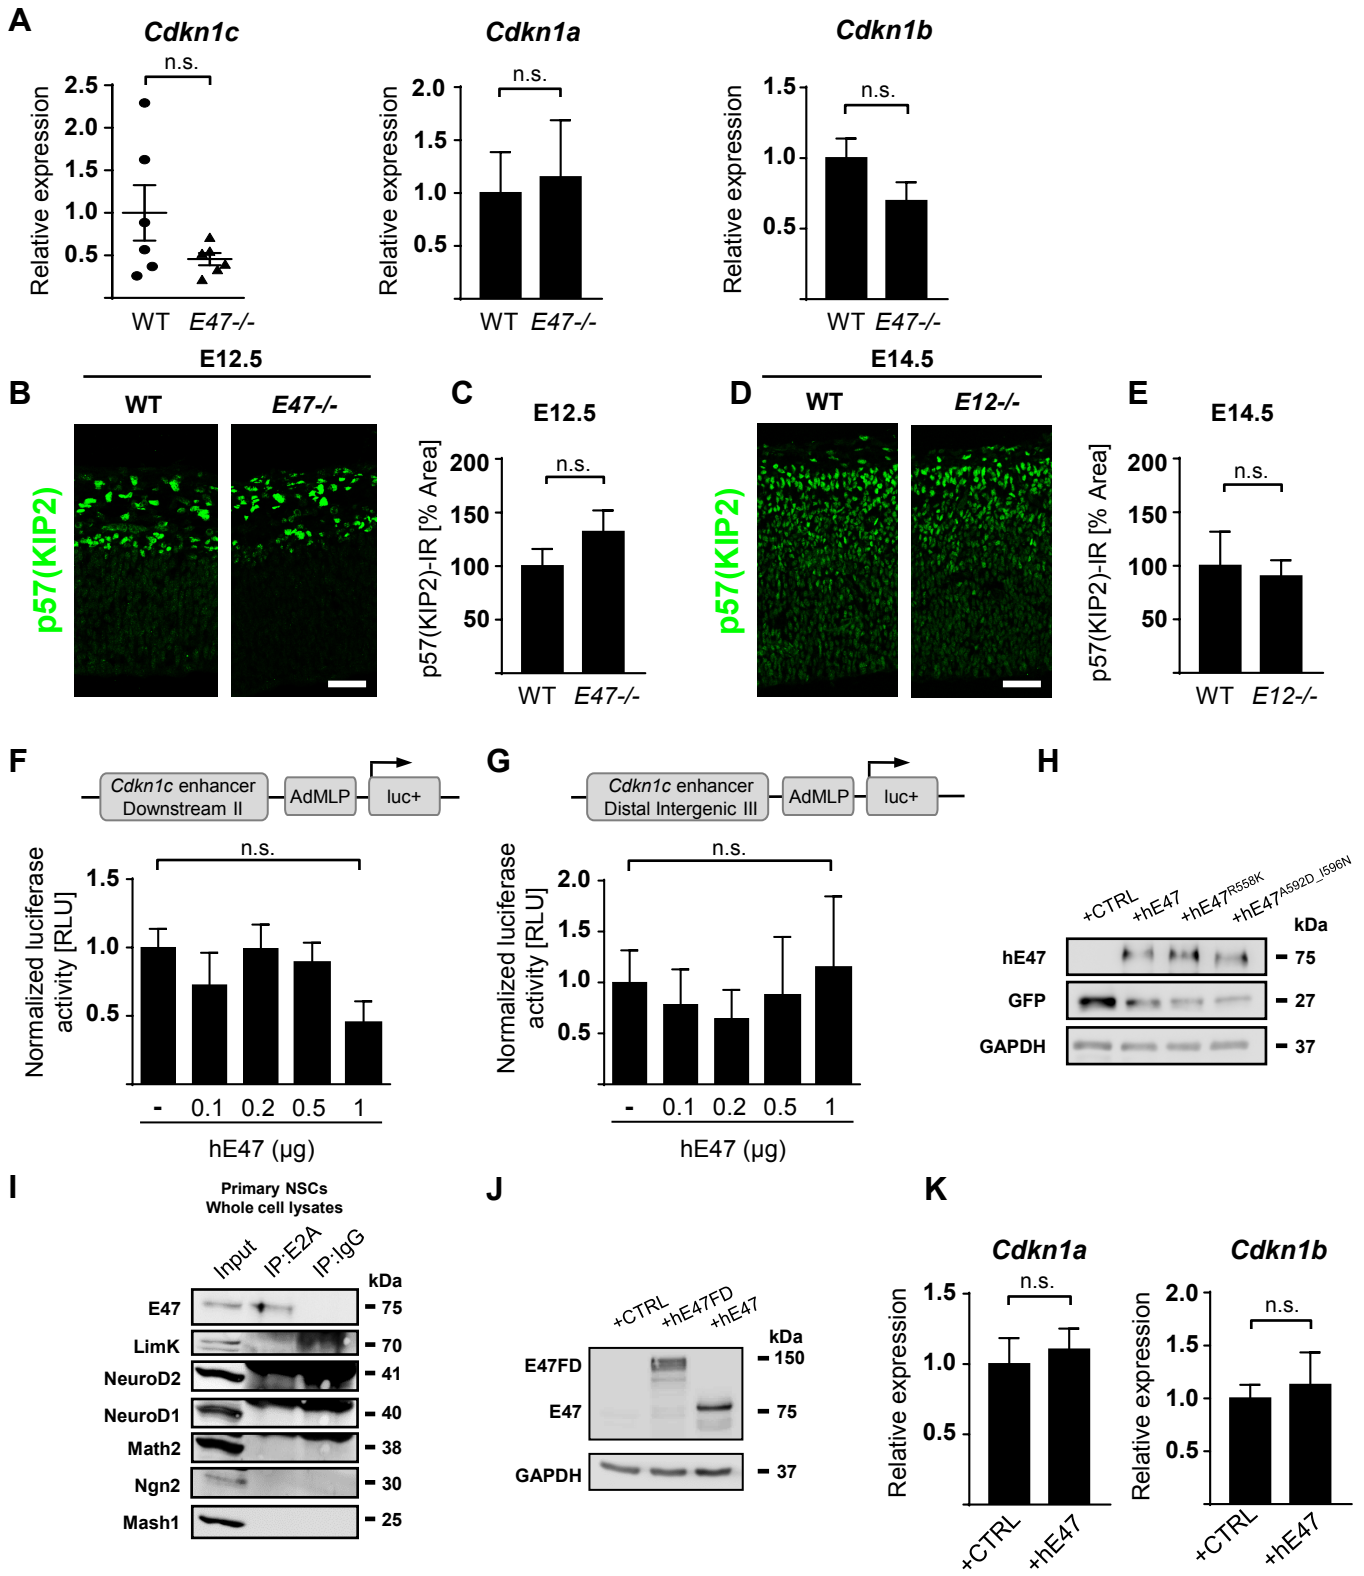 A
Cdkn1c
Cdkn1a
Cdkn1b
n.s.
n.s.
n.s.
Relative expression
2.5
2.0
1.5
1.0
0.5
WT E47-/-
Relative expression
2.0
1.5
1.0
0.5
WT E47-/-
Relative expression
1.5
1.0
0.5
WT E47-/-
B
E12.5
WT E47-/-
p57(KIP2)
C
E12.5
n.s.
p57(KIP2)-IR [% Area]
200
150
100
50
WT E47-/-
D
E14.5
WT E12-/-
p57(KIP2)
E
E14.5
n.s.
p57(KIP2)-IR [% Area]
200
150
100
50
WT E12-/-
F
Cdkn1c enhancer
Downstream II
AdMLP
luc+
n.s.
Normalized luciferase
activity [RLU]
1.5
1.0
0.5
- 0.1 0.2 0.5 1
hE47 (µg)
G
Cdkn1c enhancer
Distal Intergenic III
AdMLP
luc+
n.s.
Normalized luciferase
activity [RLU]
2.0
1.5
1.0
0.5
- 0.1 0.2 0.5 1
hE47 (µg)
H
+CTRL
+hE47
+hE47R558K
+hE47A592D_I596N
kDa
hE47 75
GFP 27
GAPDH 37
I
Primary NSCs
Whole cell lysates
Input
IP:E2A
IP:IgG
kDa
E47 75
LimK 70
NeuroD2 41
NeuroD1 40
Math2 38
Ngn2 30
Mash1 25
J
+CTRL
+hE47FD
+hE47
kDa
E47FD 150
E47 75
GAPDH 37
K
Cdkn1a
n.s.
Relative expression
1.5
1.0
0.5
+CTRL
+hE47
Cdkn1b
n.s.
Relative expression
2.0
1.5
1.0
0.5
+CTRL
+hE47